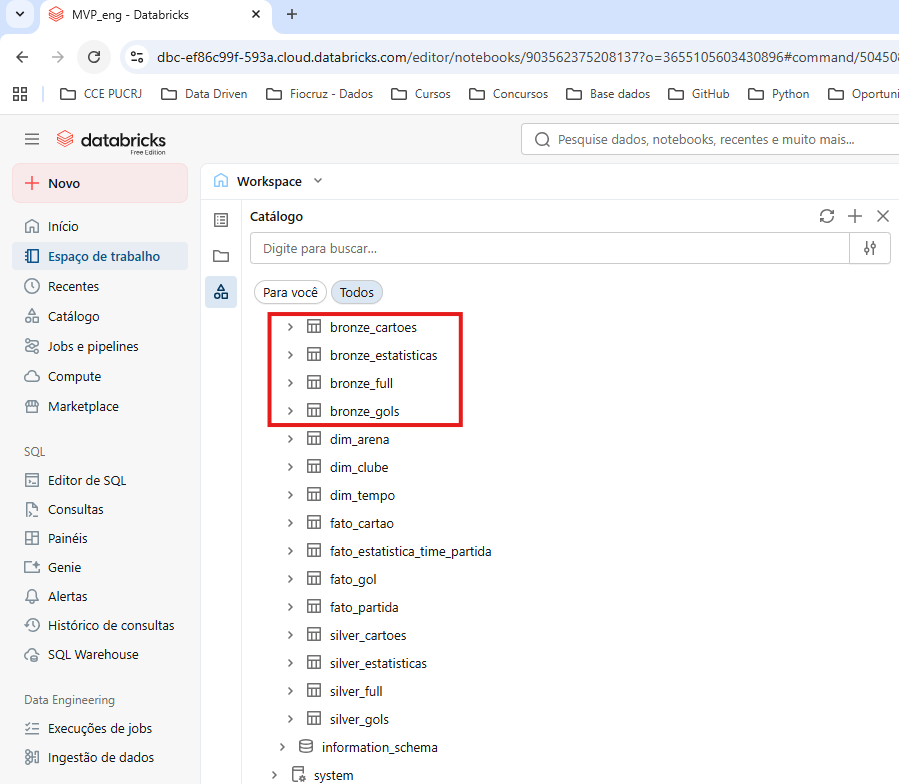 MVP_eng - Databricks
dbc-ef86c99f-593a.cloud.databricks.com/editor/notebooks/903562375208137?o=3655105603430896#command/50450
CCE PUCRJ Data Driven Fiocruz - Dados Cursos Concursos Base dados GitHub Python Oportuni
databricks
Free Edition
Pesquise dados, notebooks, recentes e muito mais...
Novo
Início
Espaço de trabalho
Recentes
Catálogo
Jobs e pipelines
Compute
Marketplace
SQL
Editor de SQL
Consultas
Painéis
Genie
Alertas
Histórico de consultas
SQL Warehouse
Data Engineering
Execuções de jobs
Ingestão de dados
Workspace
Catálogo
Digite para buscar...
Para você Todos
bronze_cartoes
bronze_estatisticas
bronze_full
bronze_gols
dim_arena
dim_clube
dim_tempo
fato_cartao
fato_estatistica_time_partida
fato_gol
fato_partida
silver_cartoes
silver_estatisticas
silver_full
silver_gols
information_schema
system